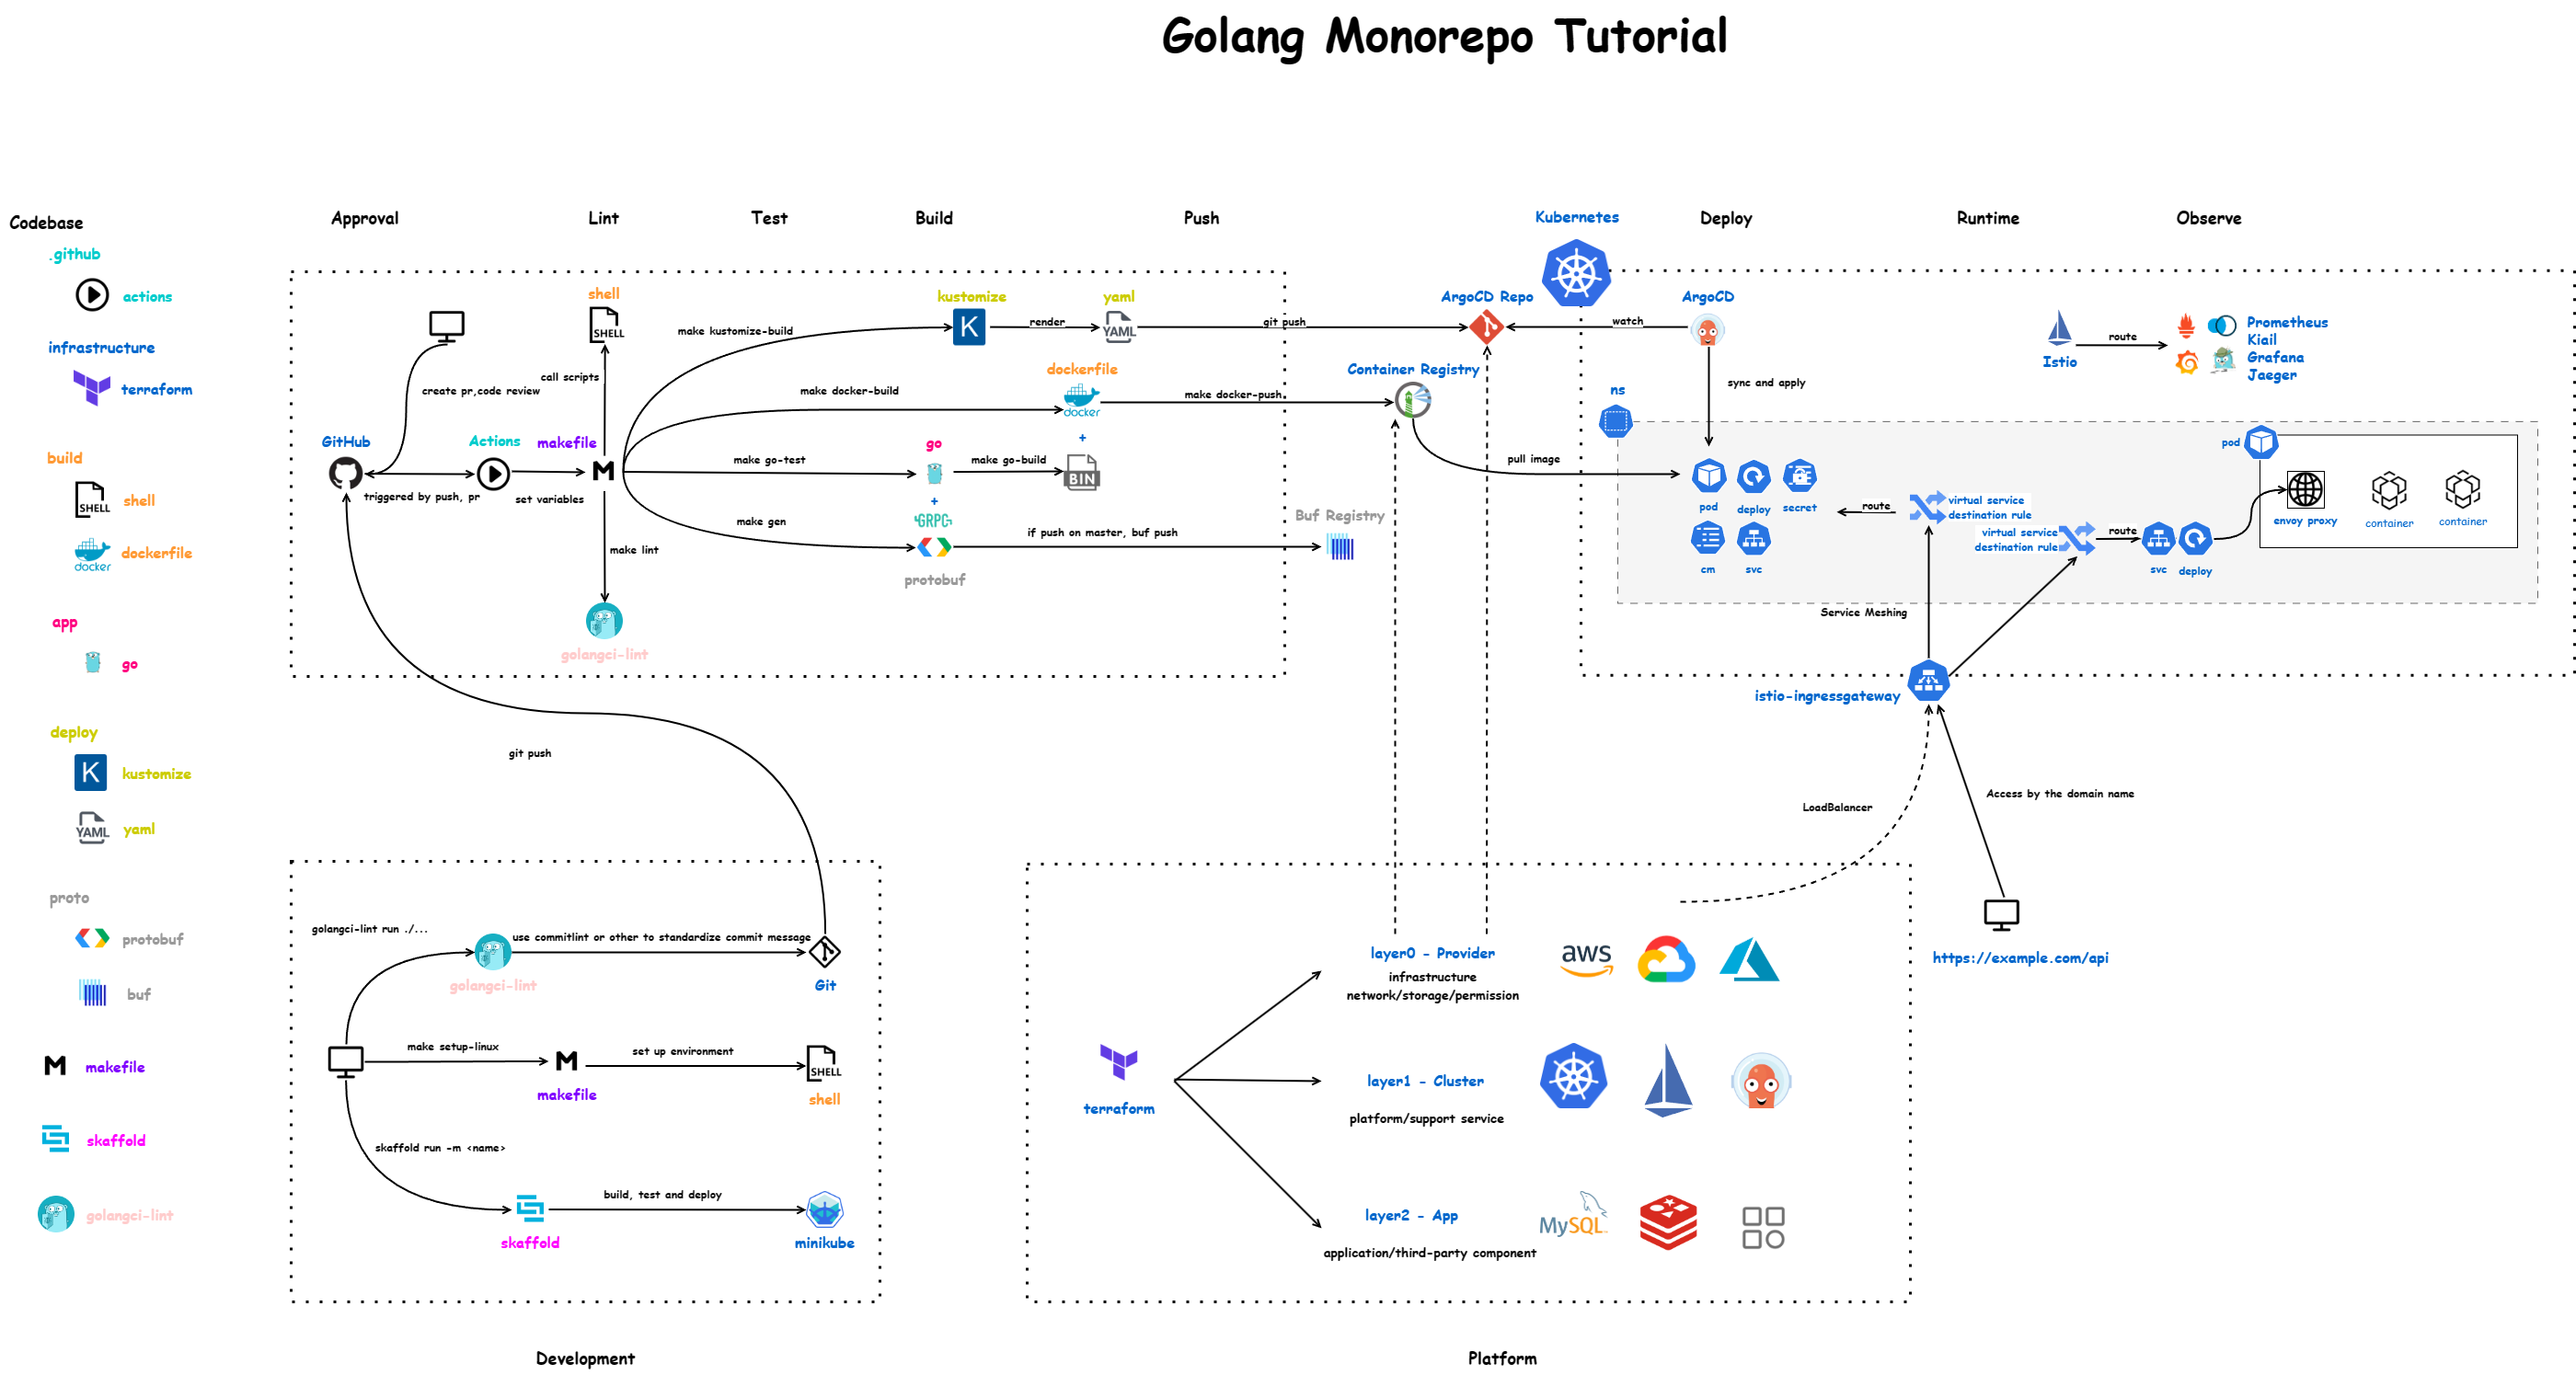 Golang Monorepo Tutorial
Codebase
.github
actions
infrastructure
terraform
build
SHELL
shell
docker
dockerfile
app
go
deploy
K
kustomize
YAML
yaml
proto
protobuf
buf
makefile
skaffold
golangci-lint
Approval
Lint
Test
Build
Push
Kubernetes
Deploy
Runtime
Observe
create pr,code review
GitHub
triggered by push, pr
Actions
set variables
shell
SHELL
call scripts
makefile
make lint
golangci-lint
make kustomize-build
kustomize
K
render
yaml
YAML
git push
make docker-build
dockerfile
docker
+
make docker-push
make go-test
go
make go-build
BIN
+
GRPC
make gen
protobuf
if push on master, buf push
Buf Registry
ArgoCD Repo
Container Registry
watch
ArgoCD
sync and apply
pull image
ns
pod
deploy
secret
cm
svc
route
virtual service
destination rule
virtual service
destination rule
route
svc
deploy
pod
envoy proxy
container
container
Istio
route
Prometheus
Kiail
Grafana
Jaeger
Service Meshing
istio-ingressgateway
LoadBalancer
Access by the domain name
https://example.com/api
git push
golangci-lint run ./...
golangci-lint
use commitlint or other to standardize commit message
Git
make setup-linux
makefile
set up environment
SHELL
shell
skaffold run -m <name>
skaffold
build, test and deploy
minikube
Development
terraform
layer0 - Provider
infrastructure
network/storage/permission
aws
layer1 - Cluster
platform/support service
layer2 - App
application/third-party component
MySQL
Platform